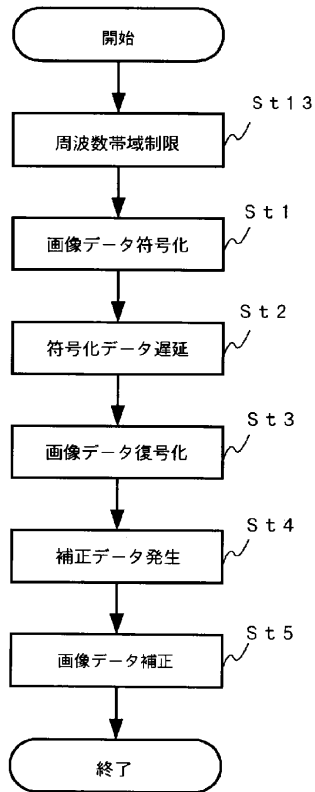 開始
St13
周波数帯域制限
St1
画像データ符号化
St2
符号化データ遅延
St3
画像データ復号化
St4
補正データ発生
St5
画像データ補正
終了